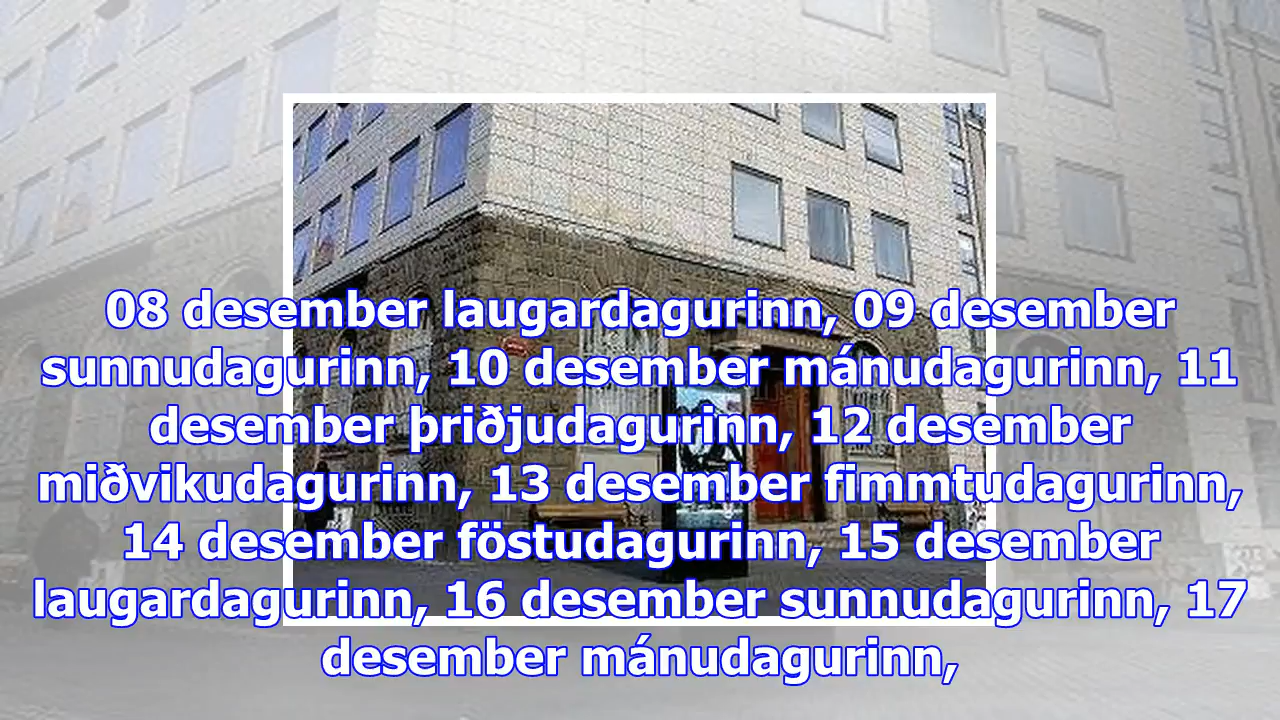 08 desember laugardagurinn, 09 desember
sunnudagurinn, 10 desember mánudagurinn, 11
desember þriðjudagurinn, 12 desember
miðvikudagurinn, 13 desember fimmtudagurinn,
14 desember föstudagurinn, 15 desember
laugardagurinn, 16 desember sunnudagurinn, 17
desember mánudagurinn,